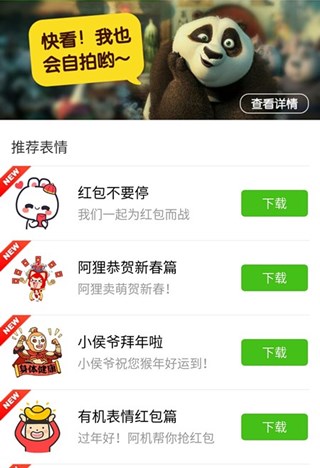 快看！我也
会自拍哟～
查看详情
推荐表情
NEW
红包不要停
下载
我们一起为红包而战
NEW
阿狸恭贺新春篇
下载
阿狸卖萌贺新春！
NEW
小侯爷拜年啦
下载
小侯爷祝您猴年好运到！
身体健康
NEW
有机表情红包篇
下载
过年好！阿机帮你抢红包